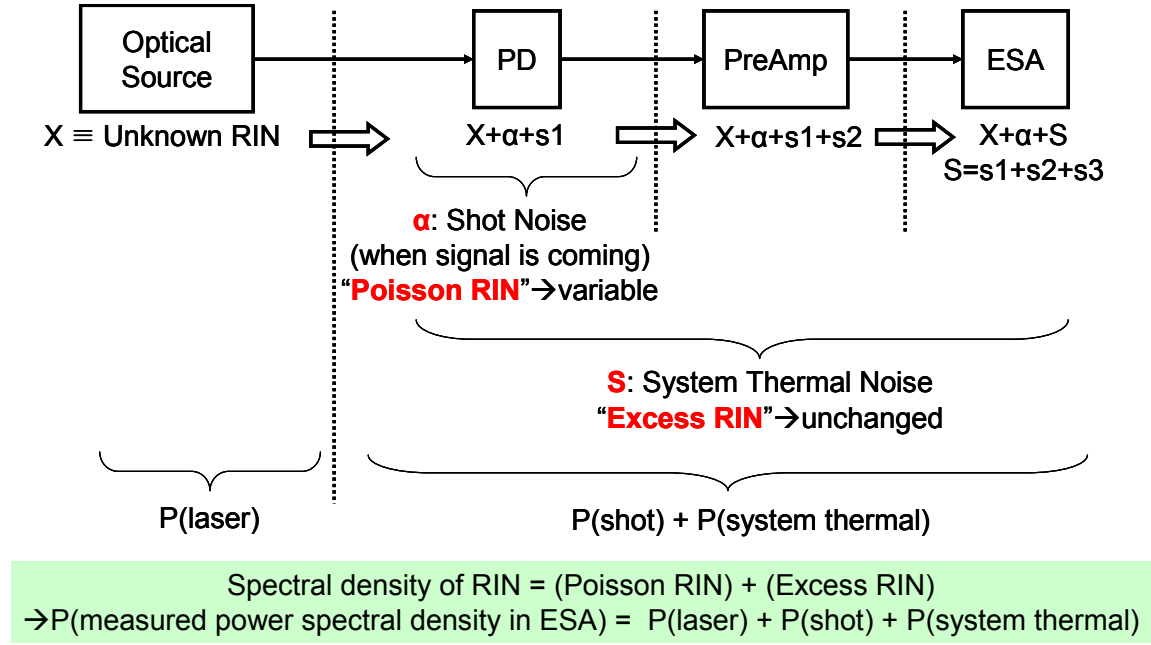 Optical
Source
PD
PreAmp
ESA
X ≡ Unknown RIN
X+α+s1
X+α+s1+s2
X+α+S
S=s1+s2+s3
α: Shot Noise
(when signal is coming)
“Poisson RIN”→variable
S: System Thermal Noise
“Excess RIN”→unchanged
P(laser)
P(shot) + P(system thermal)
Spectral density of RIN = (Poisson RIN) + (Excess RIN)
→P(measured power spectral density in ESA) = P(laser) + P(shot) + P(system thermal)